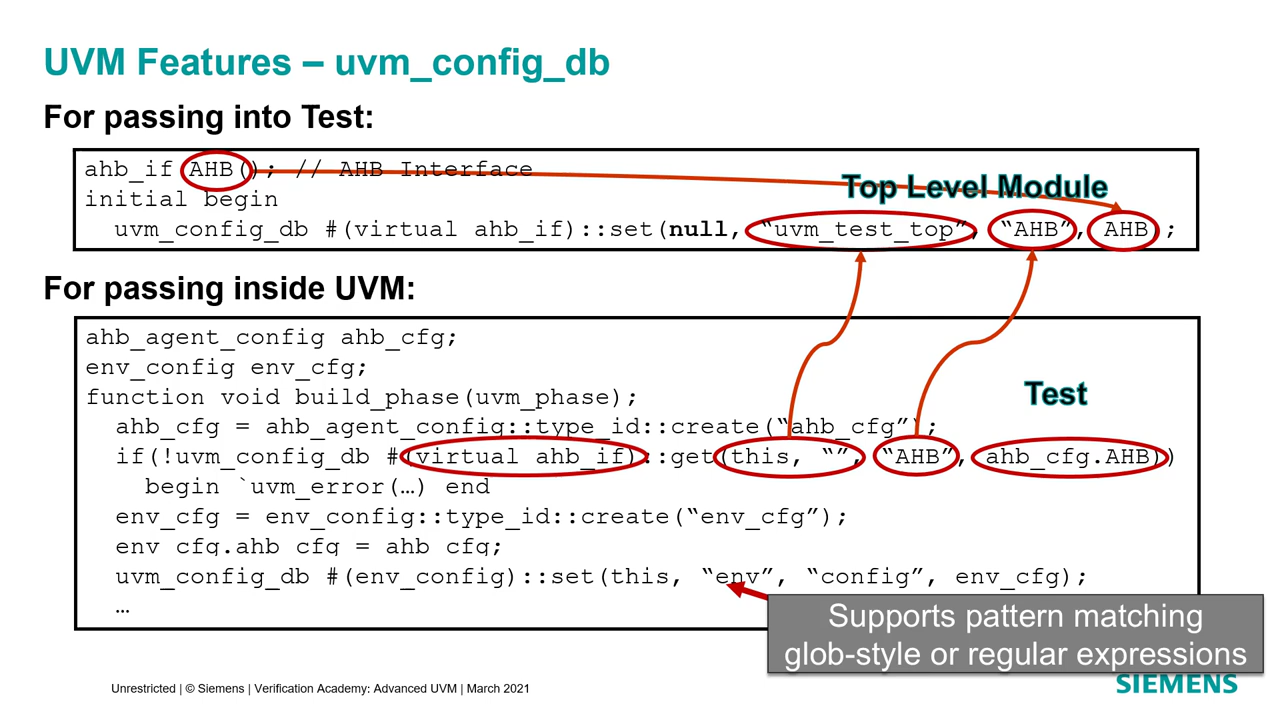 UVM Features – uvm_config_db
For passing into Test:
ahb_if AHB(); // AHB Interface
Top Level Module
initial begin
uvm_config_db #(virtual ahb_if)::set(null, “uvm_test_top”, “AHB”, AHB);
For passing inside UVM:
ahb_agent_config ahb_cfg;
env_config env_cfg;
function void build_phase(uvm_phase);
Test
ahb_cfg = ahb_agent_config::type_id::create(“ahb_cfg”);
if(!uvm_config_db #(virtual ahb_if)::get(this, “”, “AHB”, ahb_cfg.AHB))
begin `uvm_error(…) end
env_cfg = env_config::type_id::create(“env_cfg”);
env_cfg.ahb_cfg = ahb_cfg;
uvm_config_db #(env_config)::set(this, “env”, “config”, env_cfg);
…
Supports pattern matching
glob-style or regular expressions
Unrestricted | © Siemens | Verification Academy: Advanced UVM | March 2021
SIEMENS